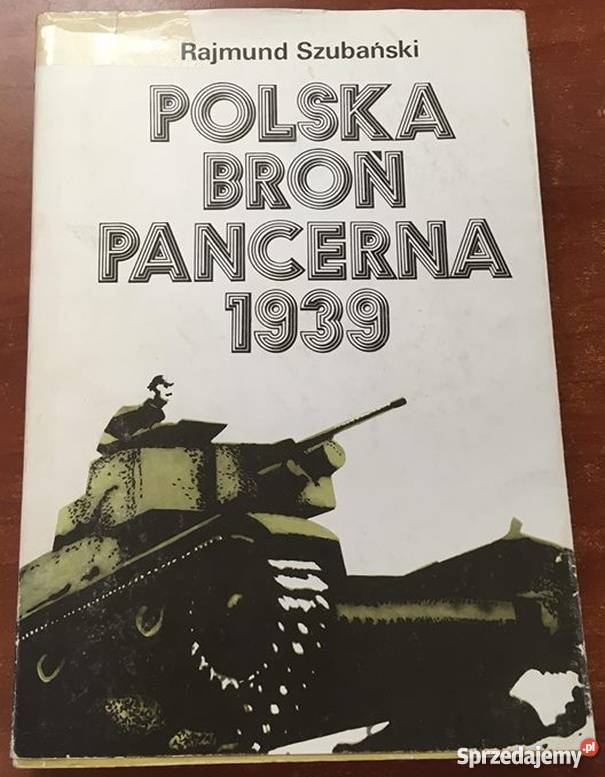 Rajmund Szubański
POLSKA
BROŃ
PANCERNA
1939
Sprzedajemy.pl